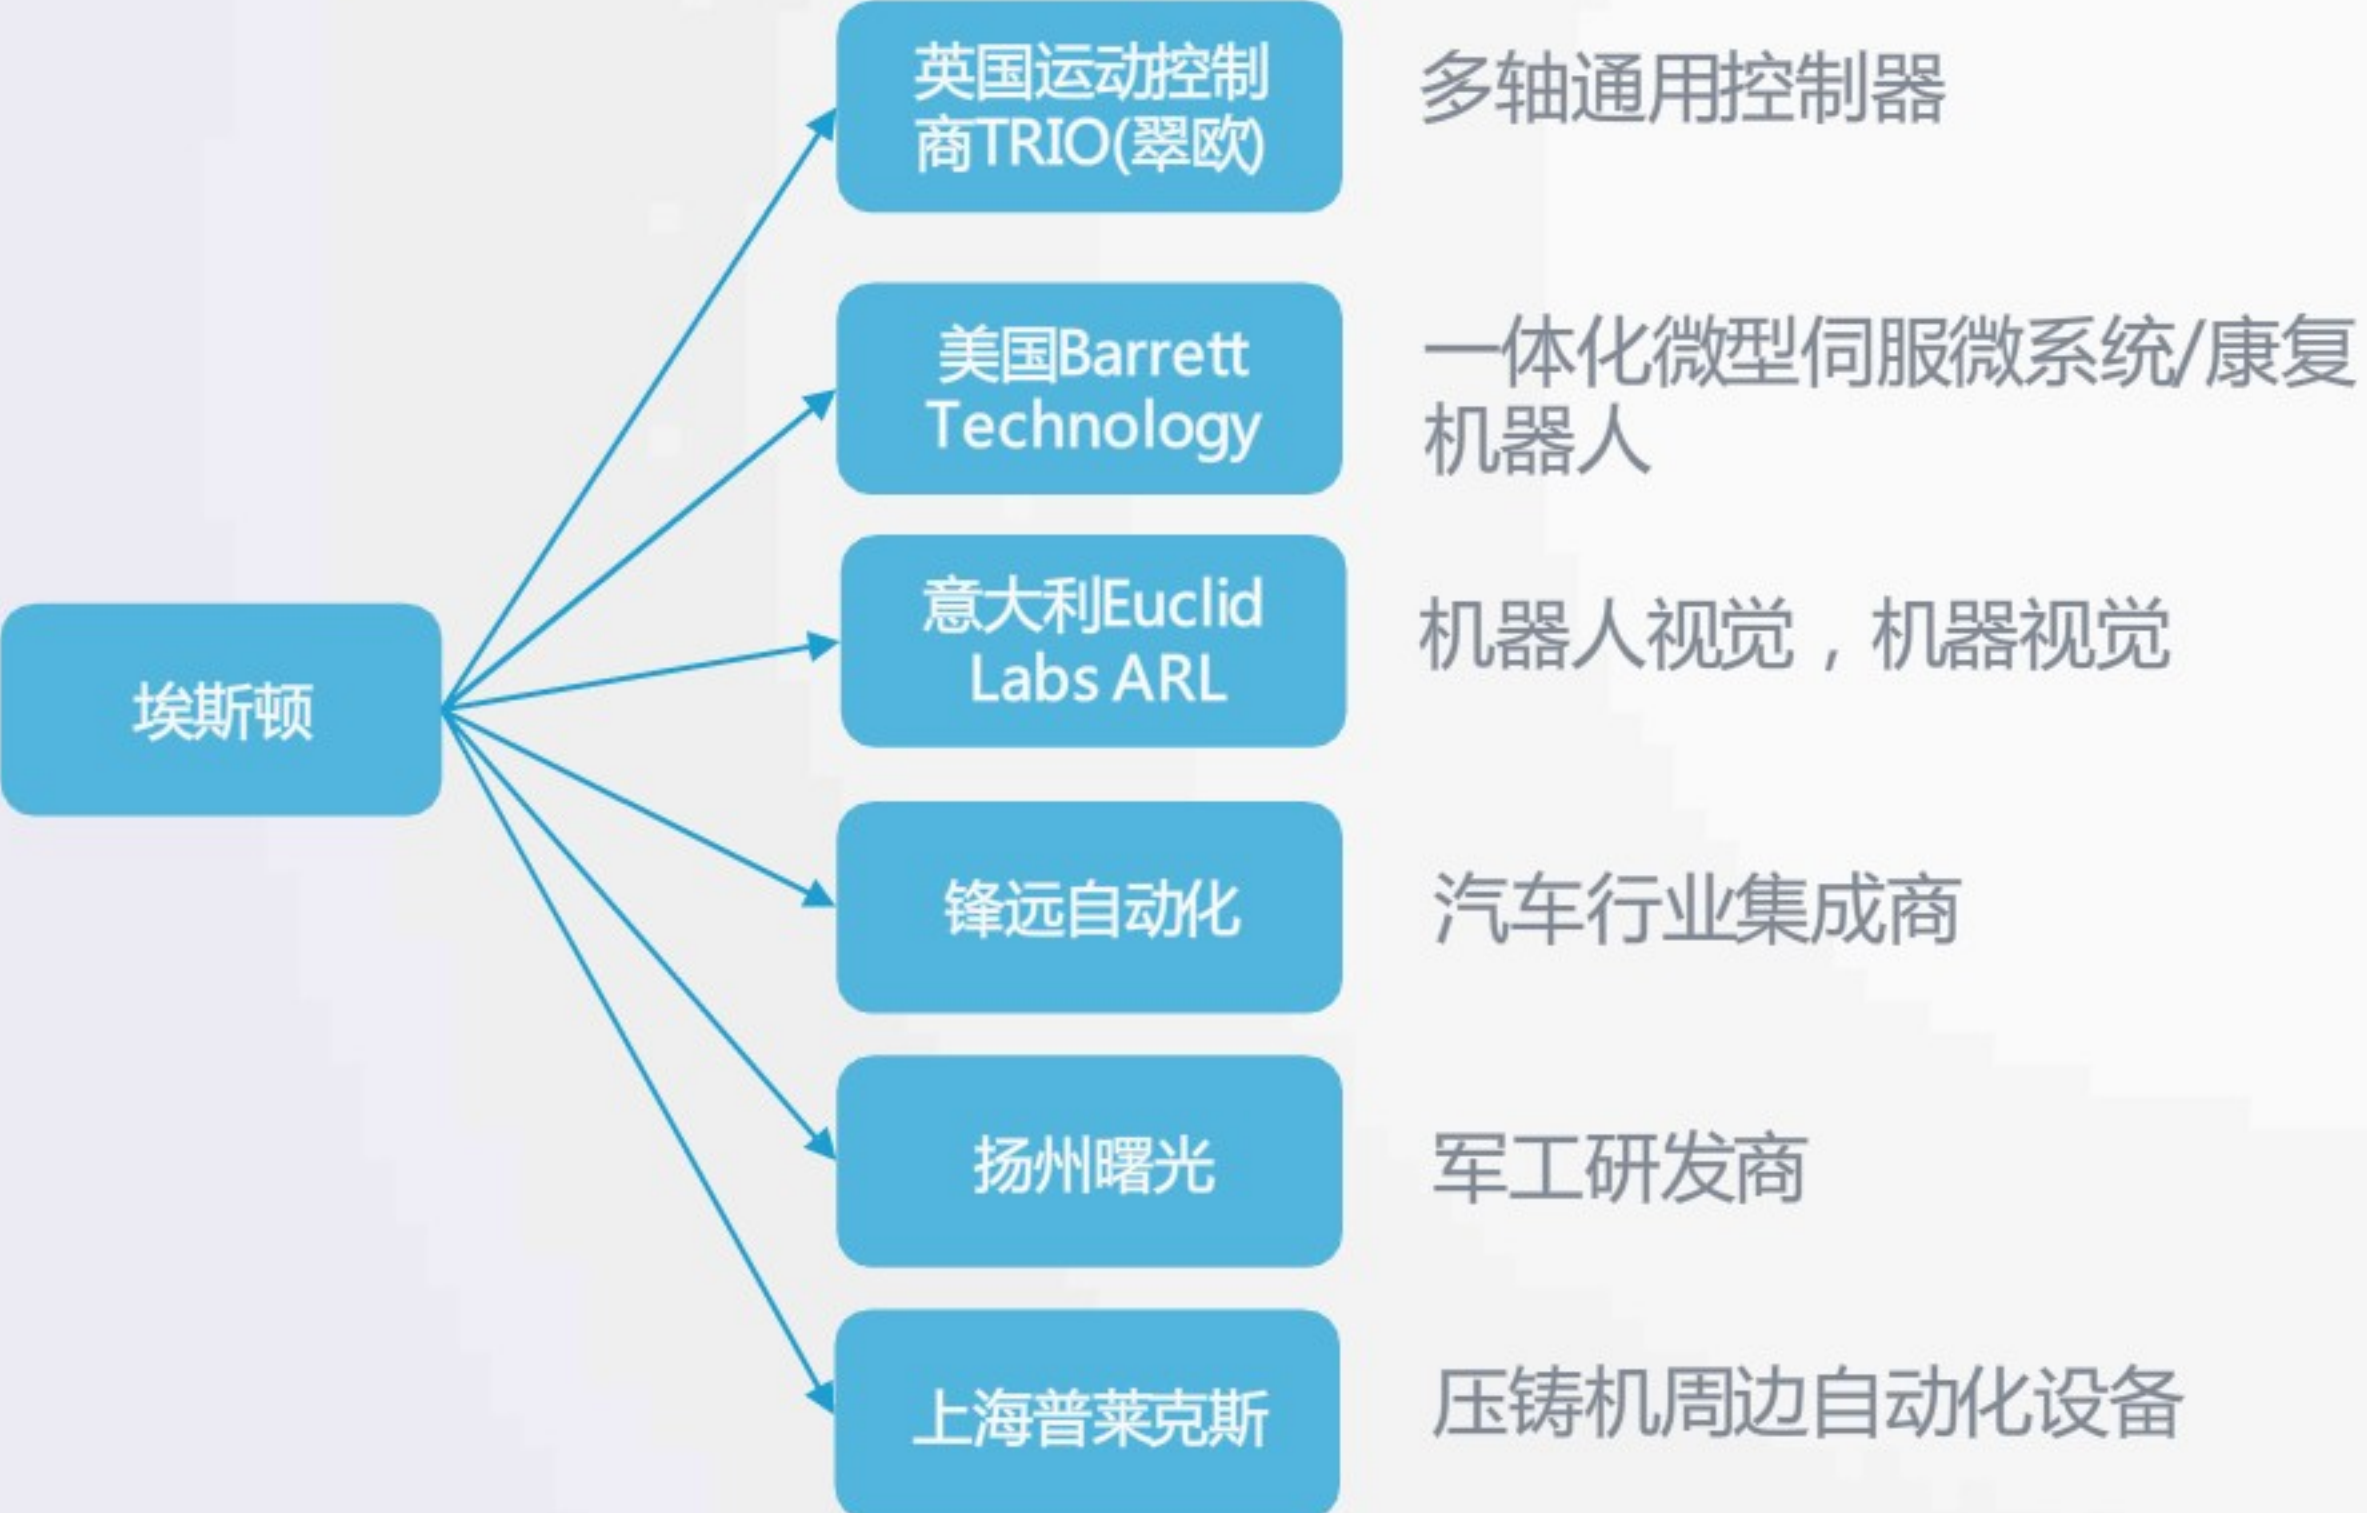 英国运动控制
商TRIO(翠欧)
多轴通用控制器
美国Barrett
Technology
一体化微型伺服微系统/康复
机器人
意大利Euclid
Labs ARL
机器人视觉，机器视觉
埃斯顿
锋远自动化
汽车行业集成商
扬州曙光
军工研发商
上海普莱克斯
压铸机周边自动化设备